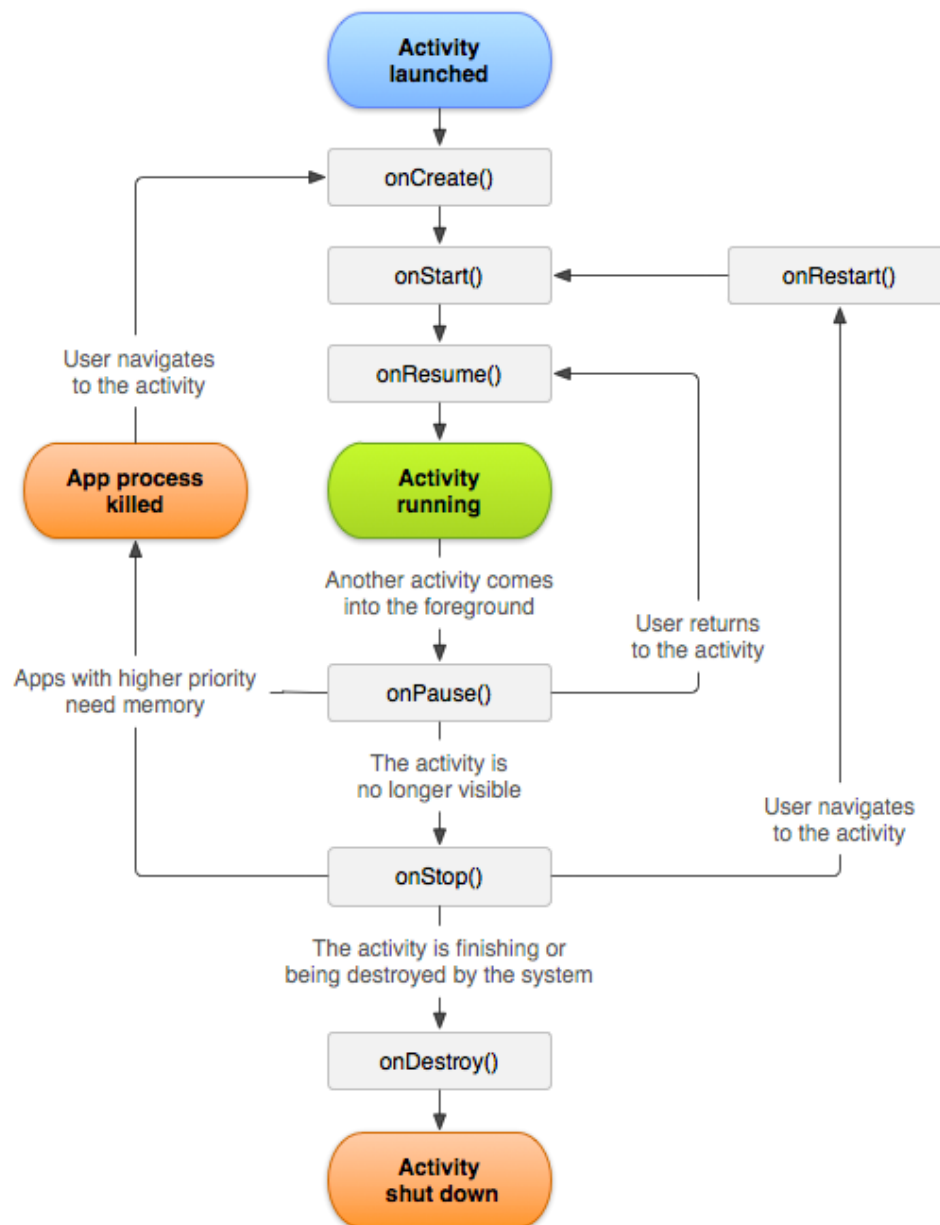 Activity
launched
onCreate()
onStart()
onRestart()
User navigates
to the activity
onResume()
App process
killed
Activity
running
Another activity comes
into the foreground
User returns
to the activity
Apps with higher priority
need memory
onPause()
The activity is
no longer visible
User navigates
to the activity
onStop()
The activity is finishing or
being destroyed by the system
onDestroy()
Activity
shut down